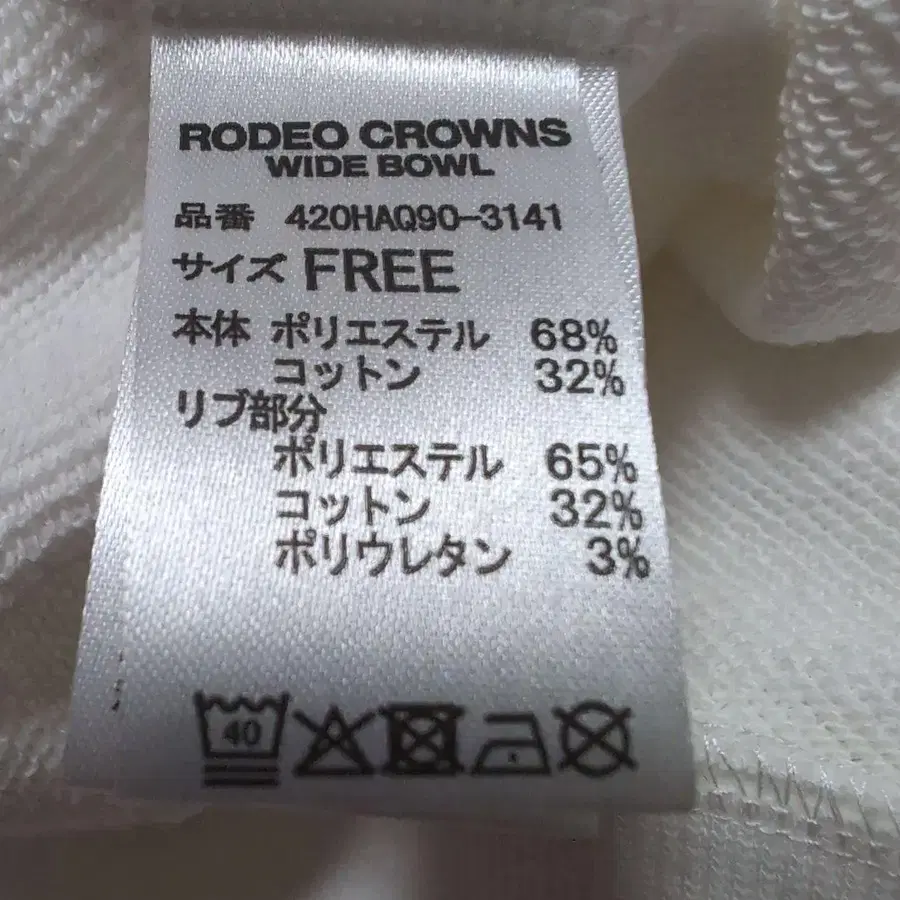 RODEO CROWNS
WIDE BOWL
品番 420HAQ90-3141
サイズ FREE
本体 ポリエステル 68%
コットン 32%
リブ部分
ポリエステル 65%
コットン 32%
ポリウレタン 3%
40